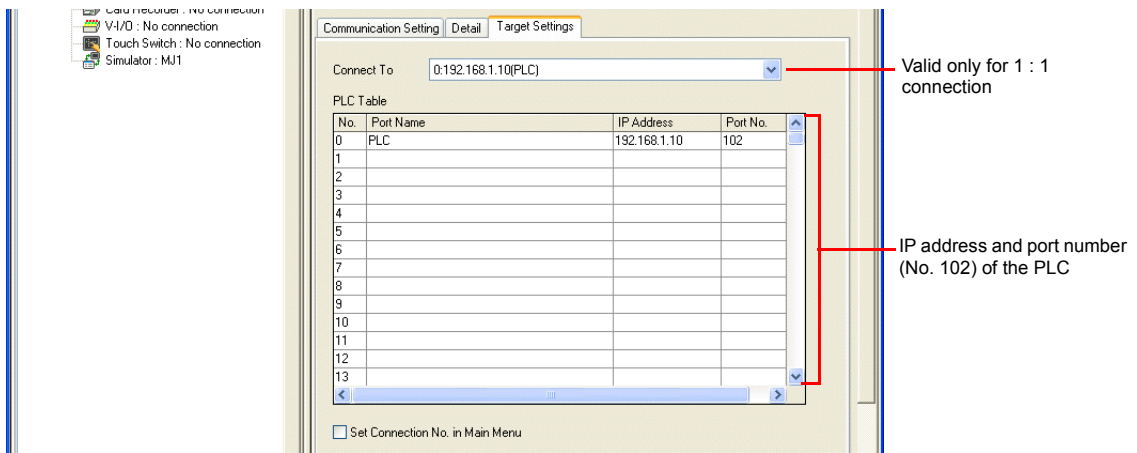 Card Recorder : No connection
V-I/O : No connection
Touch Switch : No connection
Simulator : MJ1
Communication Setting Detail Target Settings
Connect To 0:192.168.1.10(PLC)
Valid only for 1 : 1
connection
PLC Table
No. Port Name IP Address Port No.
0 PLC 192.168.1.10 102
1
2
3
4
5
6
7
8
9
10
11
12
13
IP address and port number
(No. 102) of the PLC
Set Connection No. in Main Menu